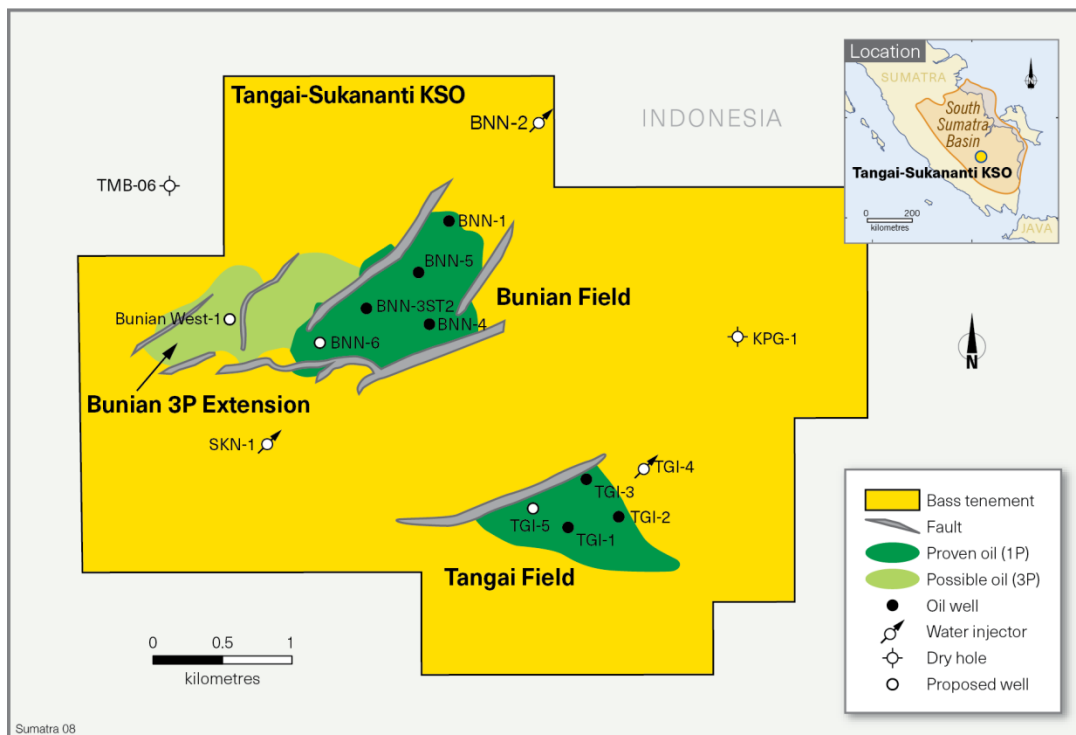 Tangai-Sukananti KSO
BNN-2
INDONESIA
TMB-06
BNN-1
BNN-5
BNN-3ST2
BNN-4
BNN-6
Bunian Field
Bunian West-1
Bunian 3P Extension
KPG-1
SKN-1
TGI-4
TGI-3
TGI-2
TGI-5
TGI-1
Tangai Field
0 0.5 1
kilometres
Sumatra 08
Location
SUMATRA
South
Sumatra
Basin
Tangai-Sukananti KSO
0 200
kilometres
JAVA
N
Bass tenement
Fault
Proven oil (1P)
Possible oil (3P)
Oil well
Water injector
Dry hole
Proposed well